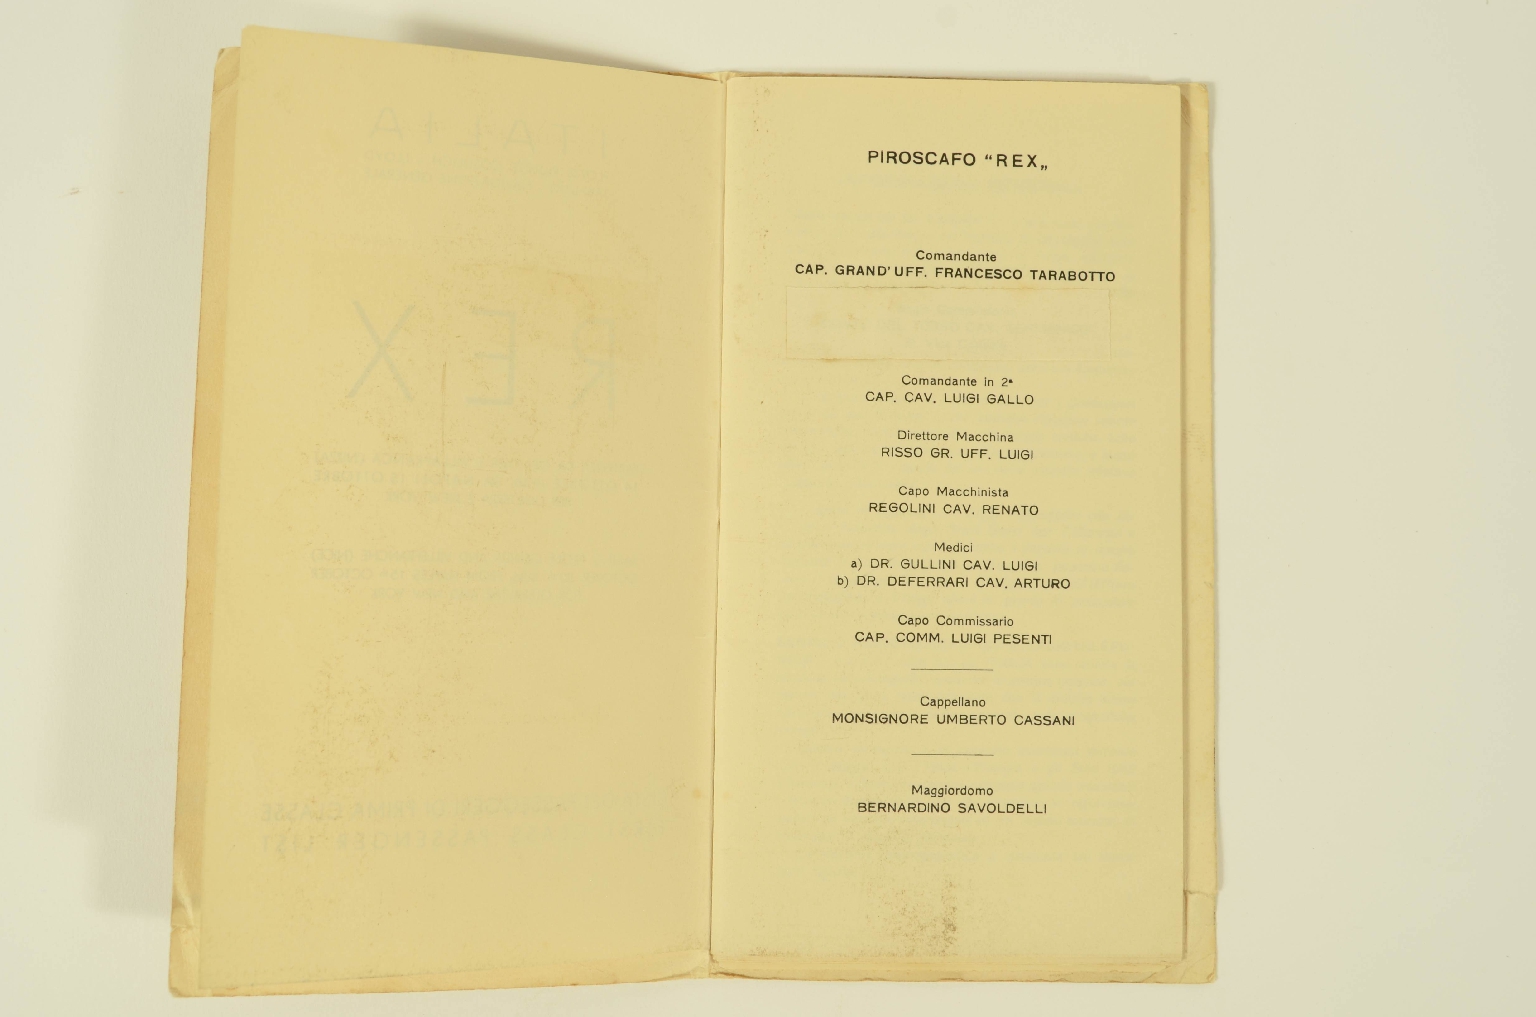 PIROSCAFO “REX„
Comandante
CAP. GRAND'UFF. FRANCESCO TARABOTTO
Comandante in 2ª
CAP. CAV. LUIGI GALLO
Direttore Macchina
RISSO GR. UFF. LUIGI
Capo Macchinista
REGOLINI CAV. RENATO
Medici
a) DR. GULLINI CAV. LUIGI
b) DR. DEFERRARI CAV. ARTURO
Capo Commissario
CAP. COMM. LUIGI PESENTI
Cappellano
MONSIGNORE UMBERTO CASSANI
Maggiordomo
BERNARDINO SAVOLDELLI